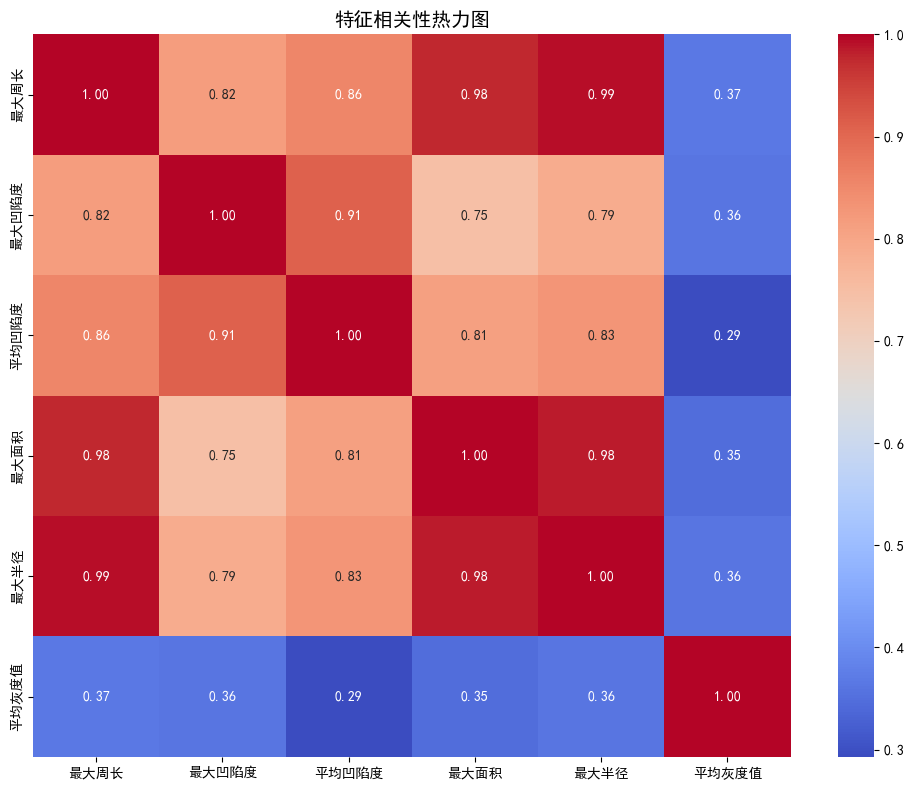 特征相关性热力图
最大周长 1.00 0.82 0.86 0.98 0.99 0.37
最大凹陷度 0.82 1.00 0.91 0.75 0.79 0.36
平均凹陷度 0.86 0.91 1.00 0.81 0.83 0.29
最大面积 0.98 0.75 0.81 1.00 0.98 0.35
最大半径 0.99 0.79 0.83 0.98 1.00 0.36
平均灰度值 0.37 0.36 0.29 0.35 0.36 1.00
最大周长 最大凹陷度 平均凹陷度 最大面积 最大半径 平均灰度值
1.0
0.9
0.8
0.7
0.6
0.5
0.4
0.3